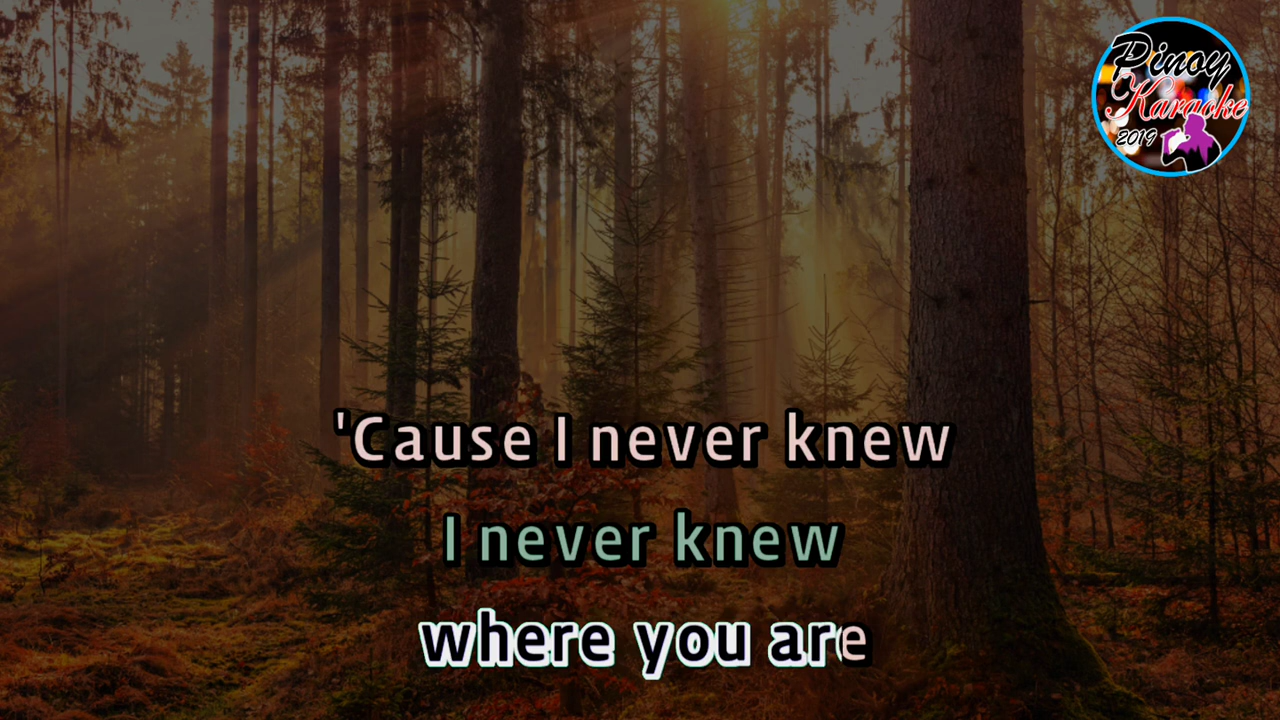 Pinoy
Karaoke
2019
'Cause I never knew
I never knew
where you are